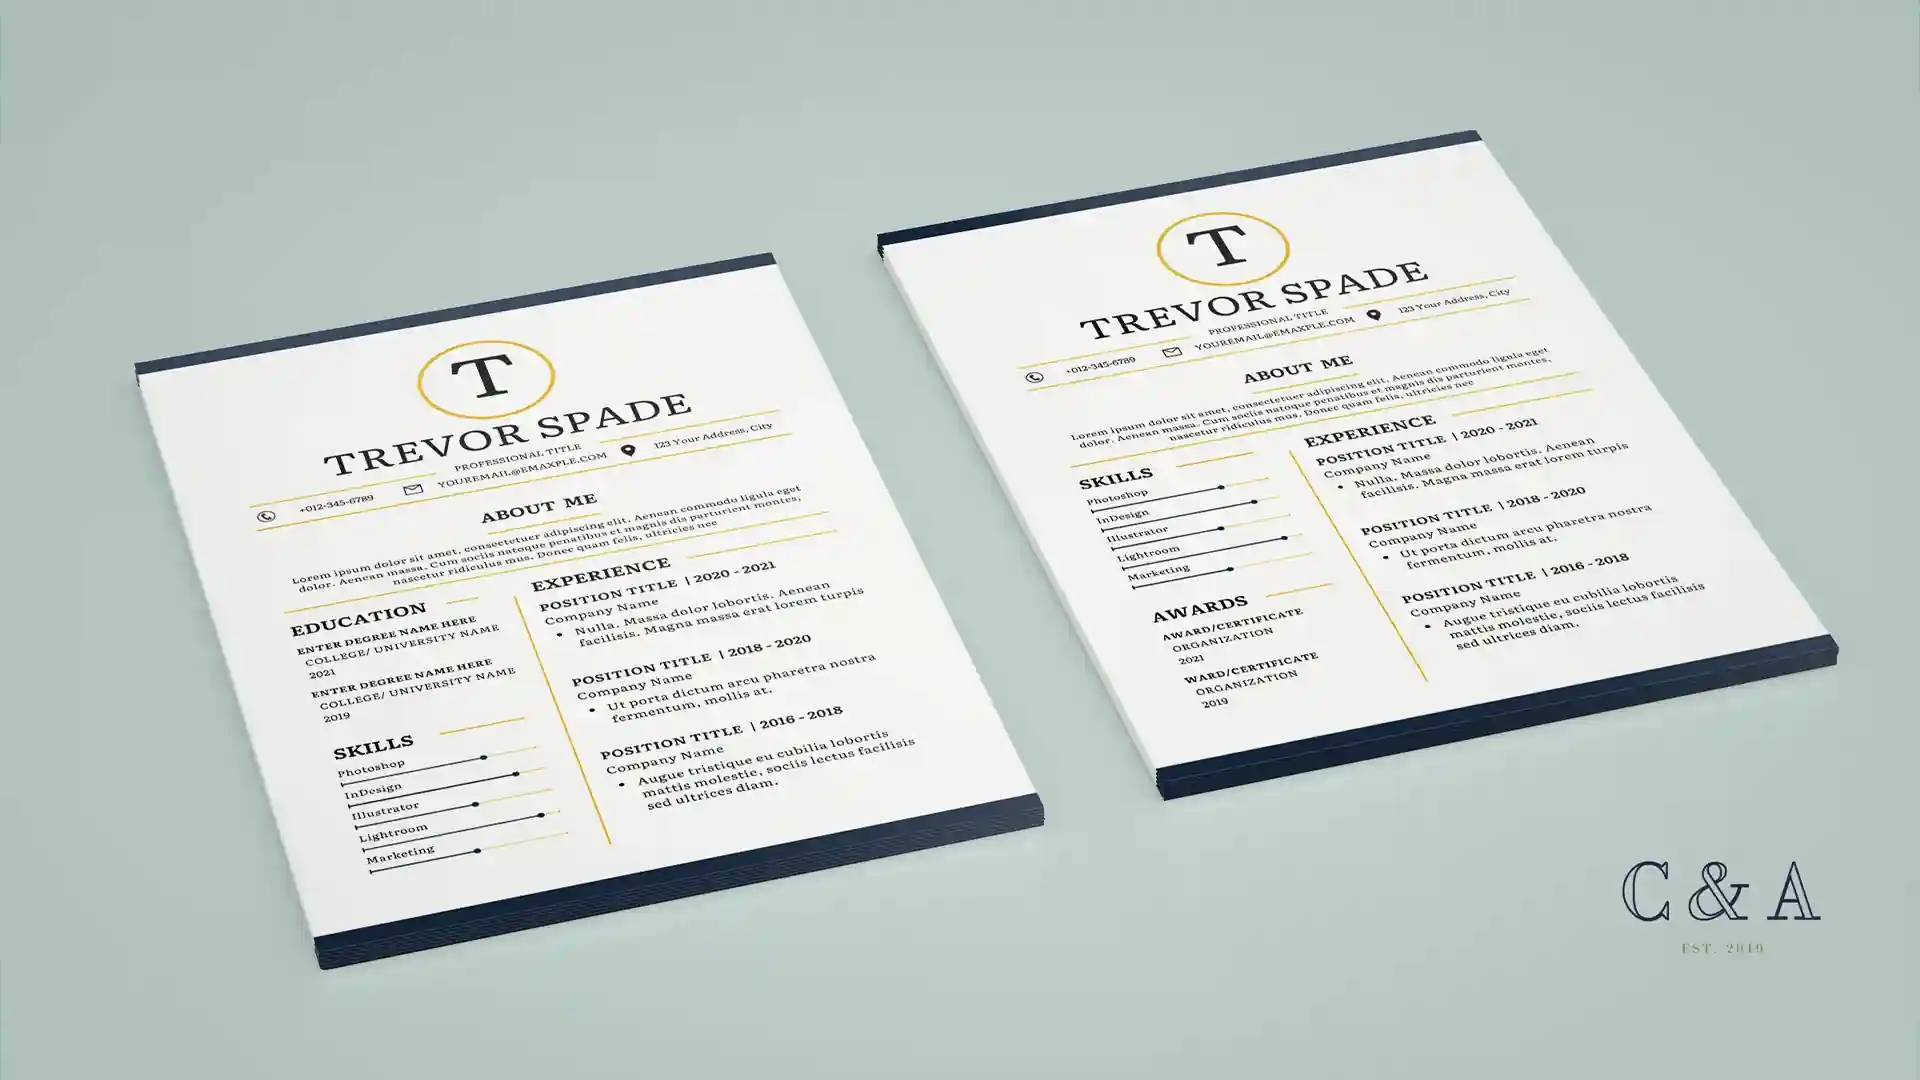 T
TREVOR SPADE
PROFESSIONAL TITLE
+012-345-6789 YOUREMAIL@EMAXPLE.COM 123 Your Address, City
ABOUT ME
Lorem ipsum dolor sit amet, consectetuer adipiscing elit. Aenean commodo ligula eget
dolor. Aenean massa. Cum sociis natoque penatibus et magnis dis parturient montes,
nascetur ridiculus mus. Donec quam felis, ultricies nec
EDUCATION
ENTER DEGREE NAME HERE
COLLEGE/ UNIVERSITY NAME
2021
ENTER DEGREE NAME HERE
COLLEGE/ UNIVERSITY NAME
2019
SKILLS
Photoshop
InDesign
Illustrator
Lightroom
Marketing
EXPERIENCE
POSITION TITLE | 2020 - 2021
Company Name
• Nulla. Massa dolor lobortis. Aenean
facilisis. Magna massa erat lorem turpis
POSITION TITLE | 2018 - 2020
Company Name
• Ut porta dictum arcu pharetra nostra
fermentum, mollis at.
POSITION TITLE | 2016 - 2018
Company Name
• Augue tristique eu cubilia lobortis
mattis molestie, sociis lectus facilisis
sed ultrices diam.
T
TREVOR SPADE
PROFESSIONAL TITLE
+012-345-6789 YOUREMAIL@EMAXPLE.COM 123 Your Address, City
ABOUT ME
Lorem ipsum dolor sit amet, consectetuer adipiscing elit. Aenean commodo ligula eget
dolor. Aenean massa. Cum sociis natoque penatibus et magnis dis parturient montes,
nascetur ridiculus mus. Donec quam felis, ultricies nec
SKILLS
Photoshop
InDesign
Illustrator
Lightroom
Marketing
AWARDS
AWARD/CERTIFICATE
ORGANIZATION
2021
WARD/CERTIFICATE
ORGANIZATION
2019
EXPERIENCE
POSITION TITLE | 2020 - 2021
Company Name
• Nulla. Massa dolor lobortis. Aenean
facilisis. Magna massa erat lorem turpis
POSITION TITLE | 2018 - 2020
Company Name
• Ut porta dictum arcu pharetra nostra
fermentum, mollis at.
POSITION TITLE | 2016 - 2018
Company Name
• Augue tristique eu cubilia lobortis
mattis molestie, sociis lectus facilisis
sed ultrices diam.
C & A
EST. 2019